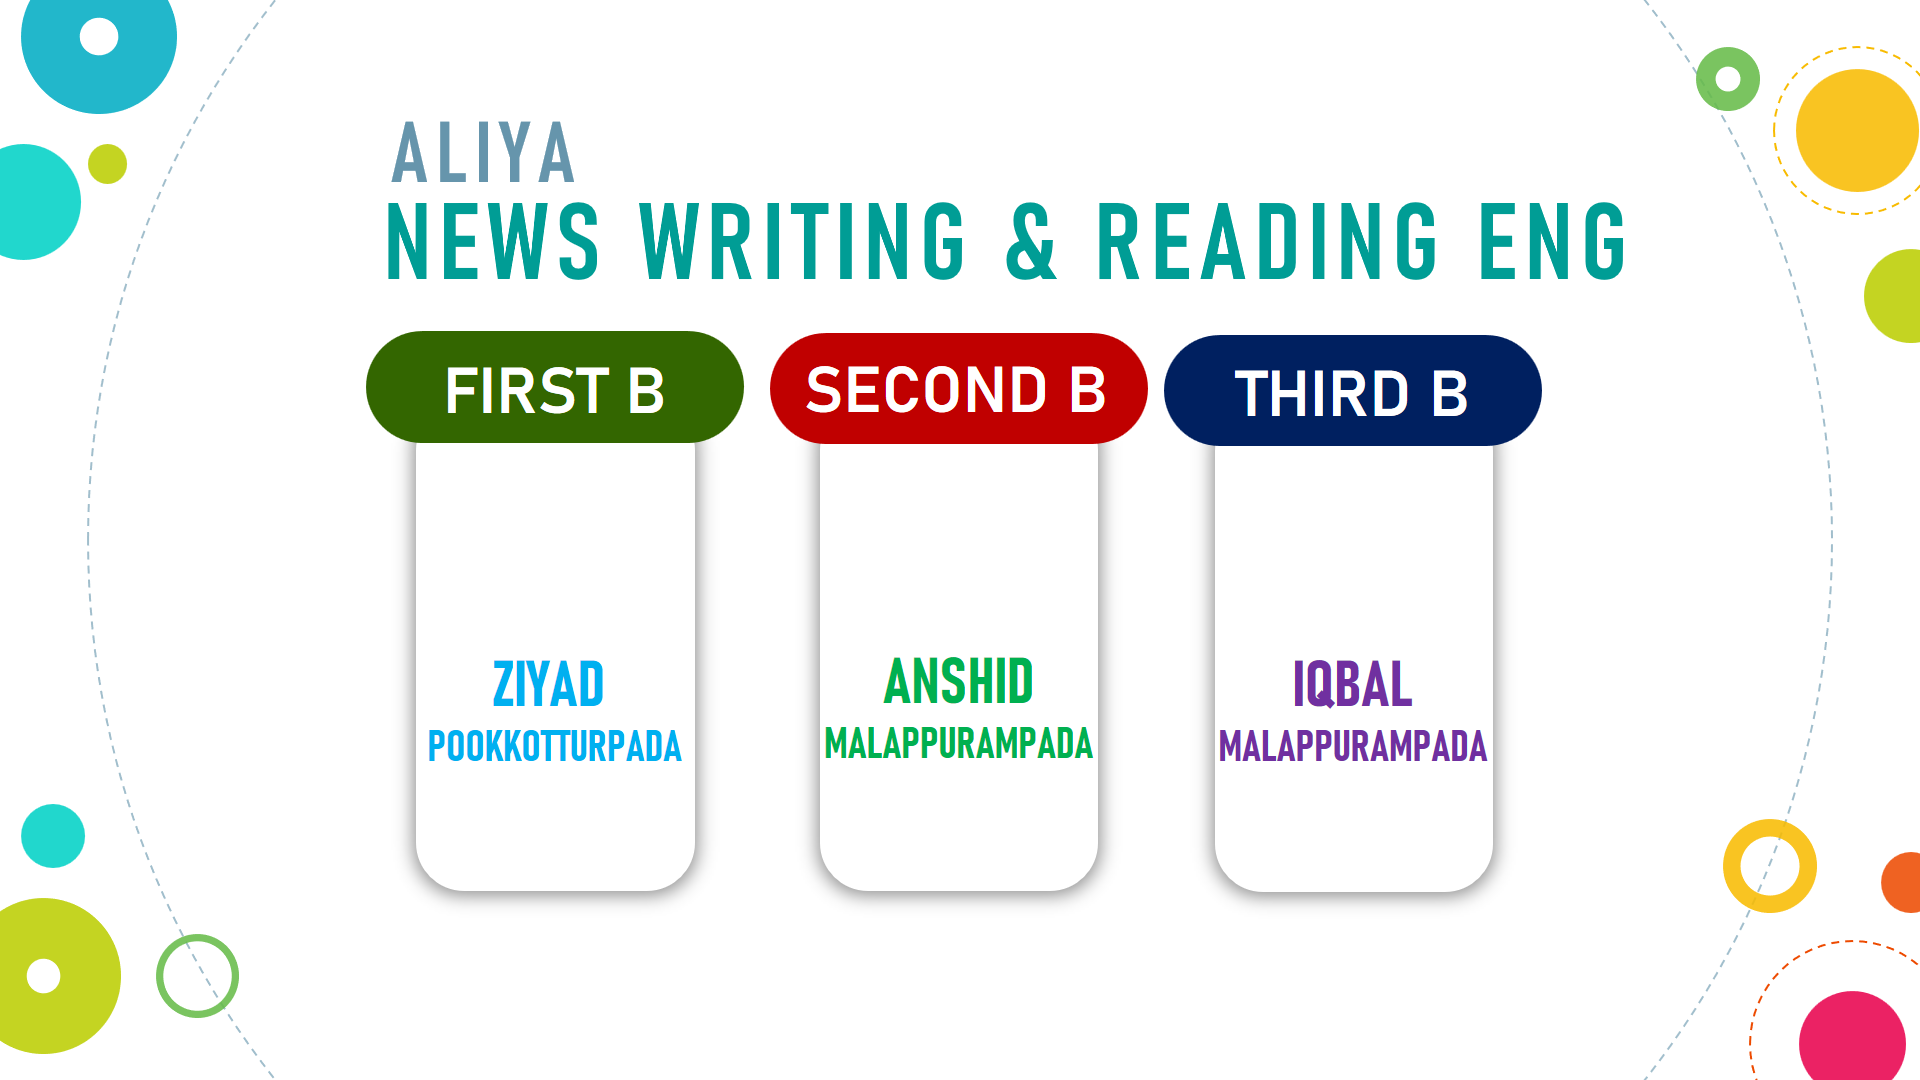 ALIYA
NEWS WRITING & READING ENG
FIRST B
SECOND B
THIRD B
ZIYAD
POOKKOTTURPADA
ANSHID
MALAPPURAMPADA
IQBAL
MALAPPURAMPADA